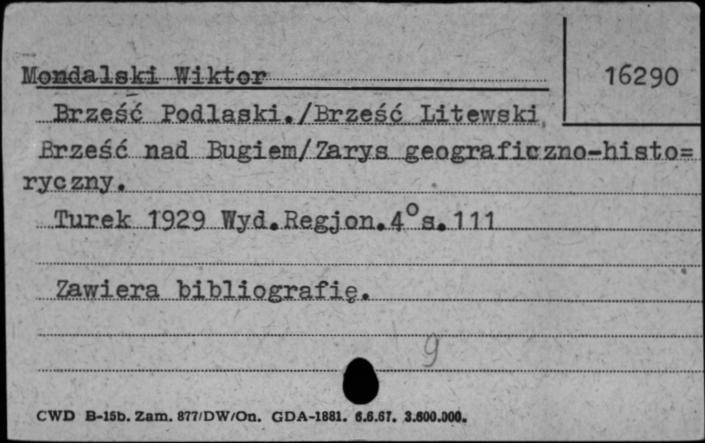 Mondalski Wiktor
16290
Brześć Podlaski./Brześć Litewski
Brześć nad Bugiem/Zarys geograficzno-histo=
ryczny.
Turek 1929 Wyd.Regjon.4° s.111
Zawiera bibliografię.
9
CWD B-15b. Zam. 877/DW/On. GDA-1881. 6.6.67. 3.600.000.